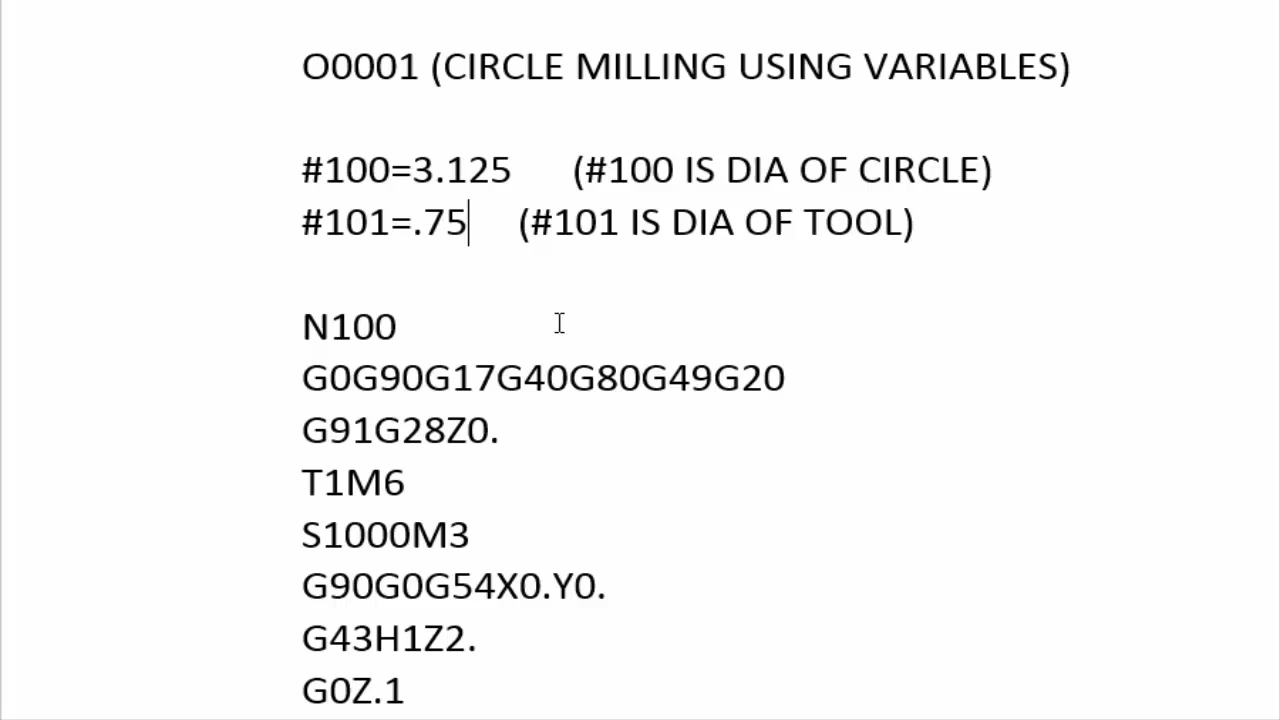 O0001 (CIRCLE MILLING USING VARIABLES)
#100=3.125 (#100 IS DIA OF CIRCLE)
#101=.75 (#101 IS DIA OF TOOL)
N100
G0G90G17G40G80G49G20
G91G28Z0.
T1M6
S1000M3
G90G0G54X0.Y0.
G43H1Z2.
G0Z.1